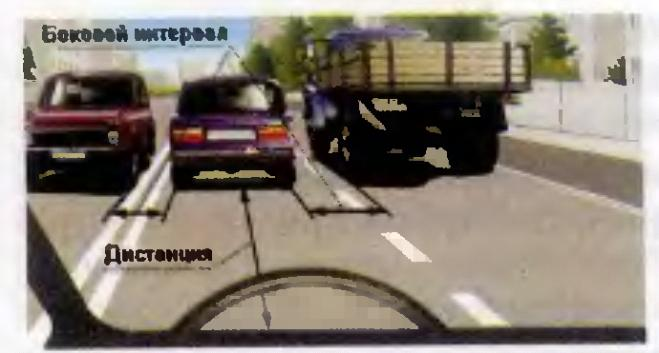 Боковой интервал
Дистанция